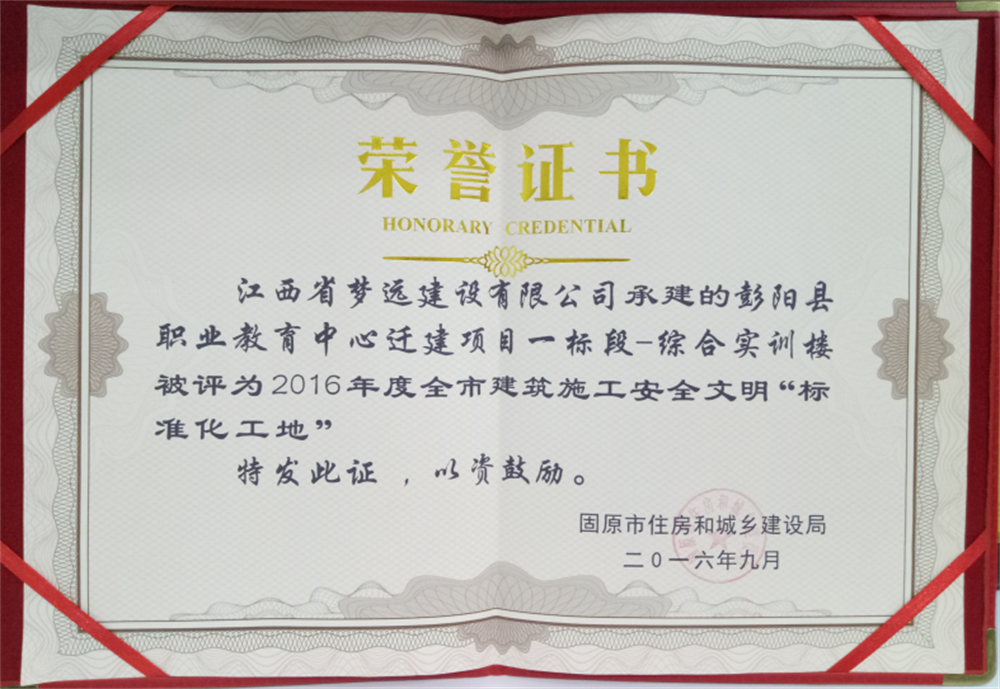 荣誉证书
HONORARY CREDENTIAL
江西省梦远建设有限公司承建的彭阳县
职业教育中心迁建项目一标段-综合实训楼
被评为2016年度全市建筑施工安全文明“标
准化工地”
特发此证，以资鼓励。
固原市住房和城乡建设局
二0一六年九月